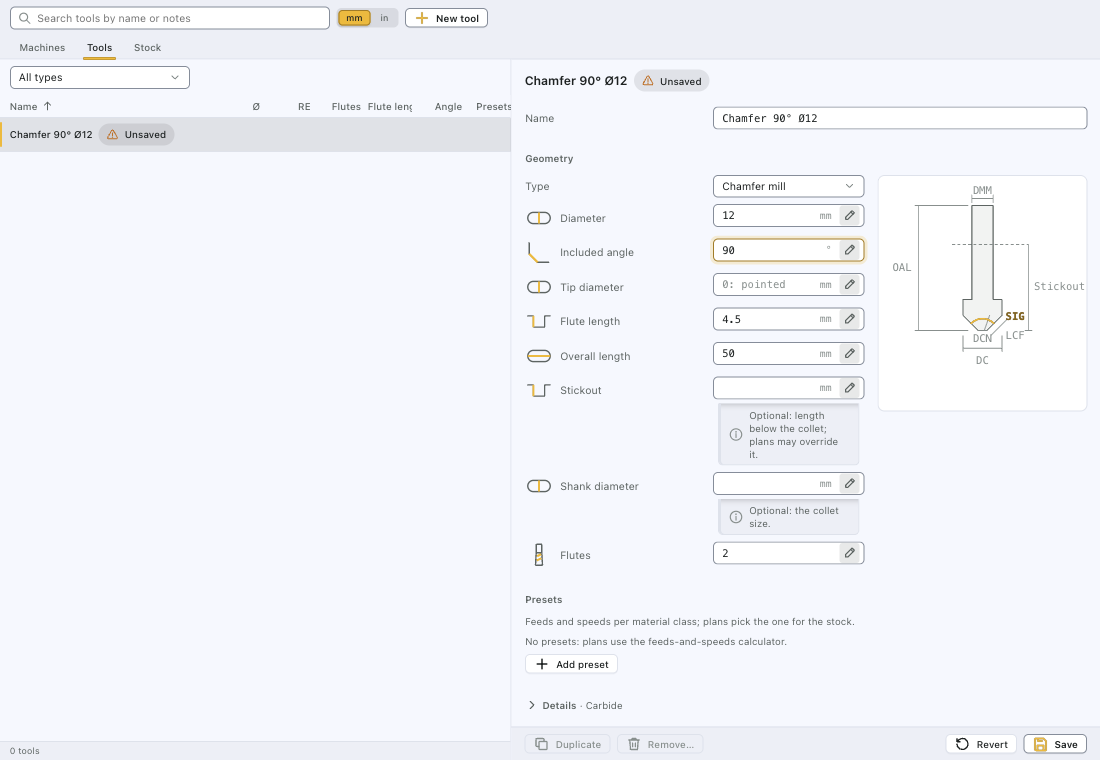 Search tools by name or notes
mm in
New tool
Machines Tools Stock
All types
Name Ø RE Flutes Flute leng Angle Presets
Chamfer 90° Ø12 Unsaved
0 tools
Chamfer 90° Ø12 Unsaved
Name Chamfer 90° Ø12
Geometry
Type Chamfer mill
Diameter 12 mm
Included angle 90 °
Tip diameter 0: pointed mm
Flute length 4.5 mm
Overall length 50 mm
Stickout mm
Optional: length
below the collet;
plans may override
it.
Shank diameter mm
Optional: the collet
size.
Flutes 2
DMM
OAL
Stickout
SIG
DCN LCF
DC
Presets
Feeds and speeds per material class; plans pick the one for the stock.
No presets: plans use the feeds-and-speeds calculator.
Add preset
Details · Carbide
Duplicate Remove... Revert Save